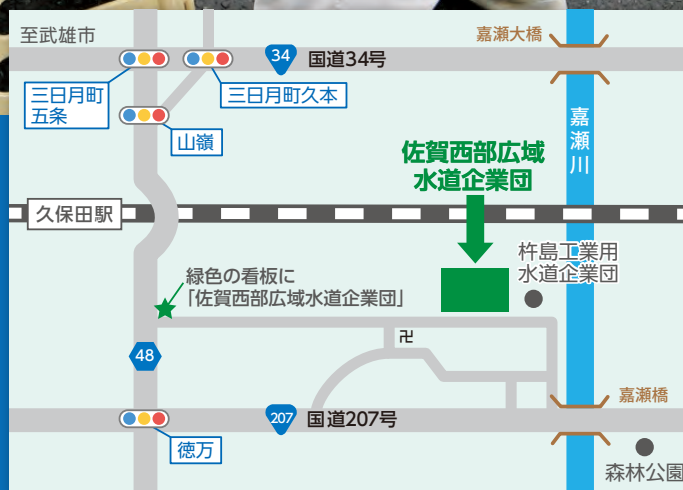 至武雄市
嘉瀬大橋
34
国道34号
三日月町
五条
三日月町久本
山嶺
嘉瀬川
佐賀西部広域
水道企業団
久保田駅
杵島工業用
水道企業団
緑色の看板に
「佐賀西部広域水道企業団」
卍
48
嘉瀬橋
207
国道207号
徳万
森林公園